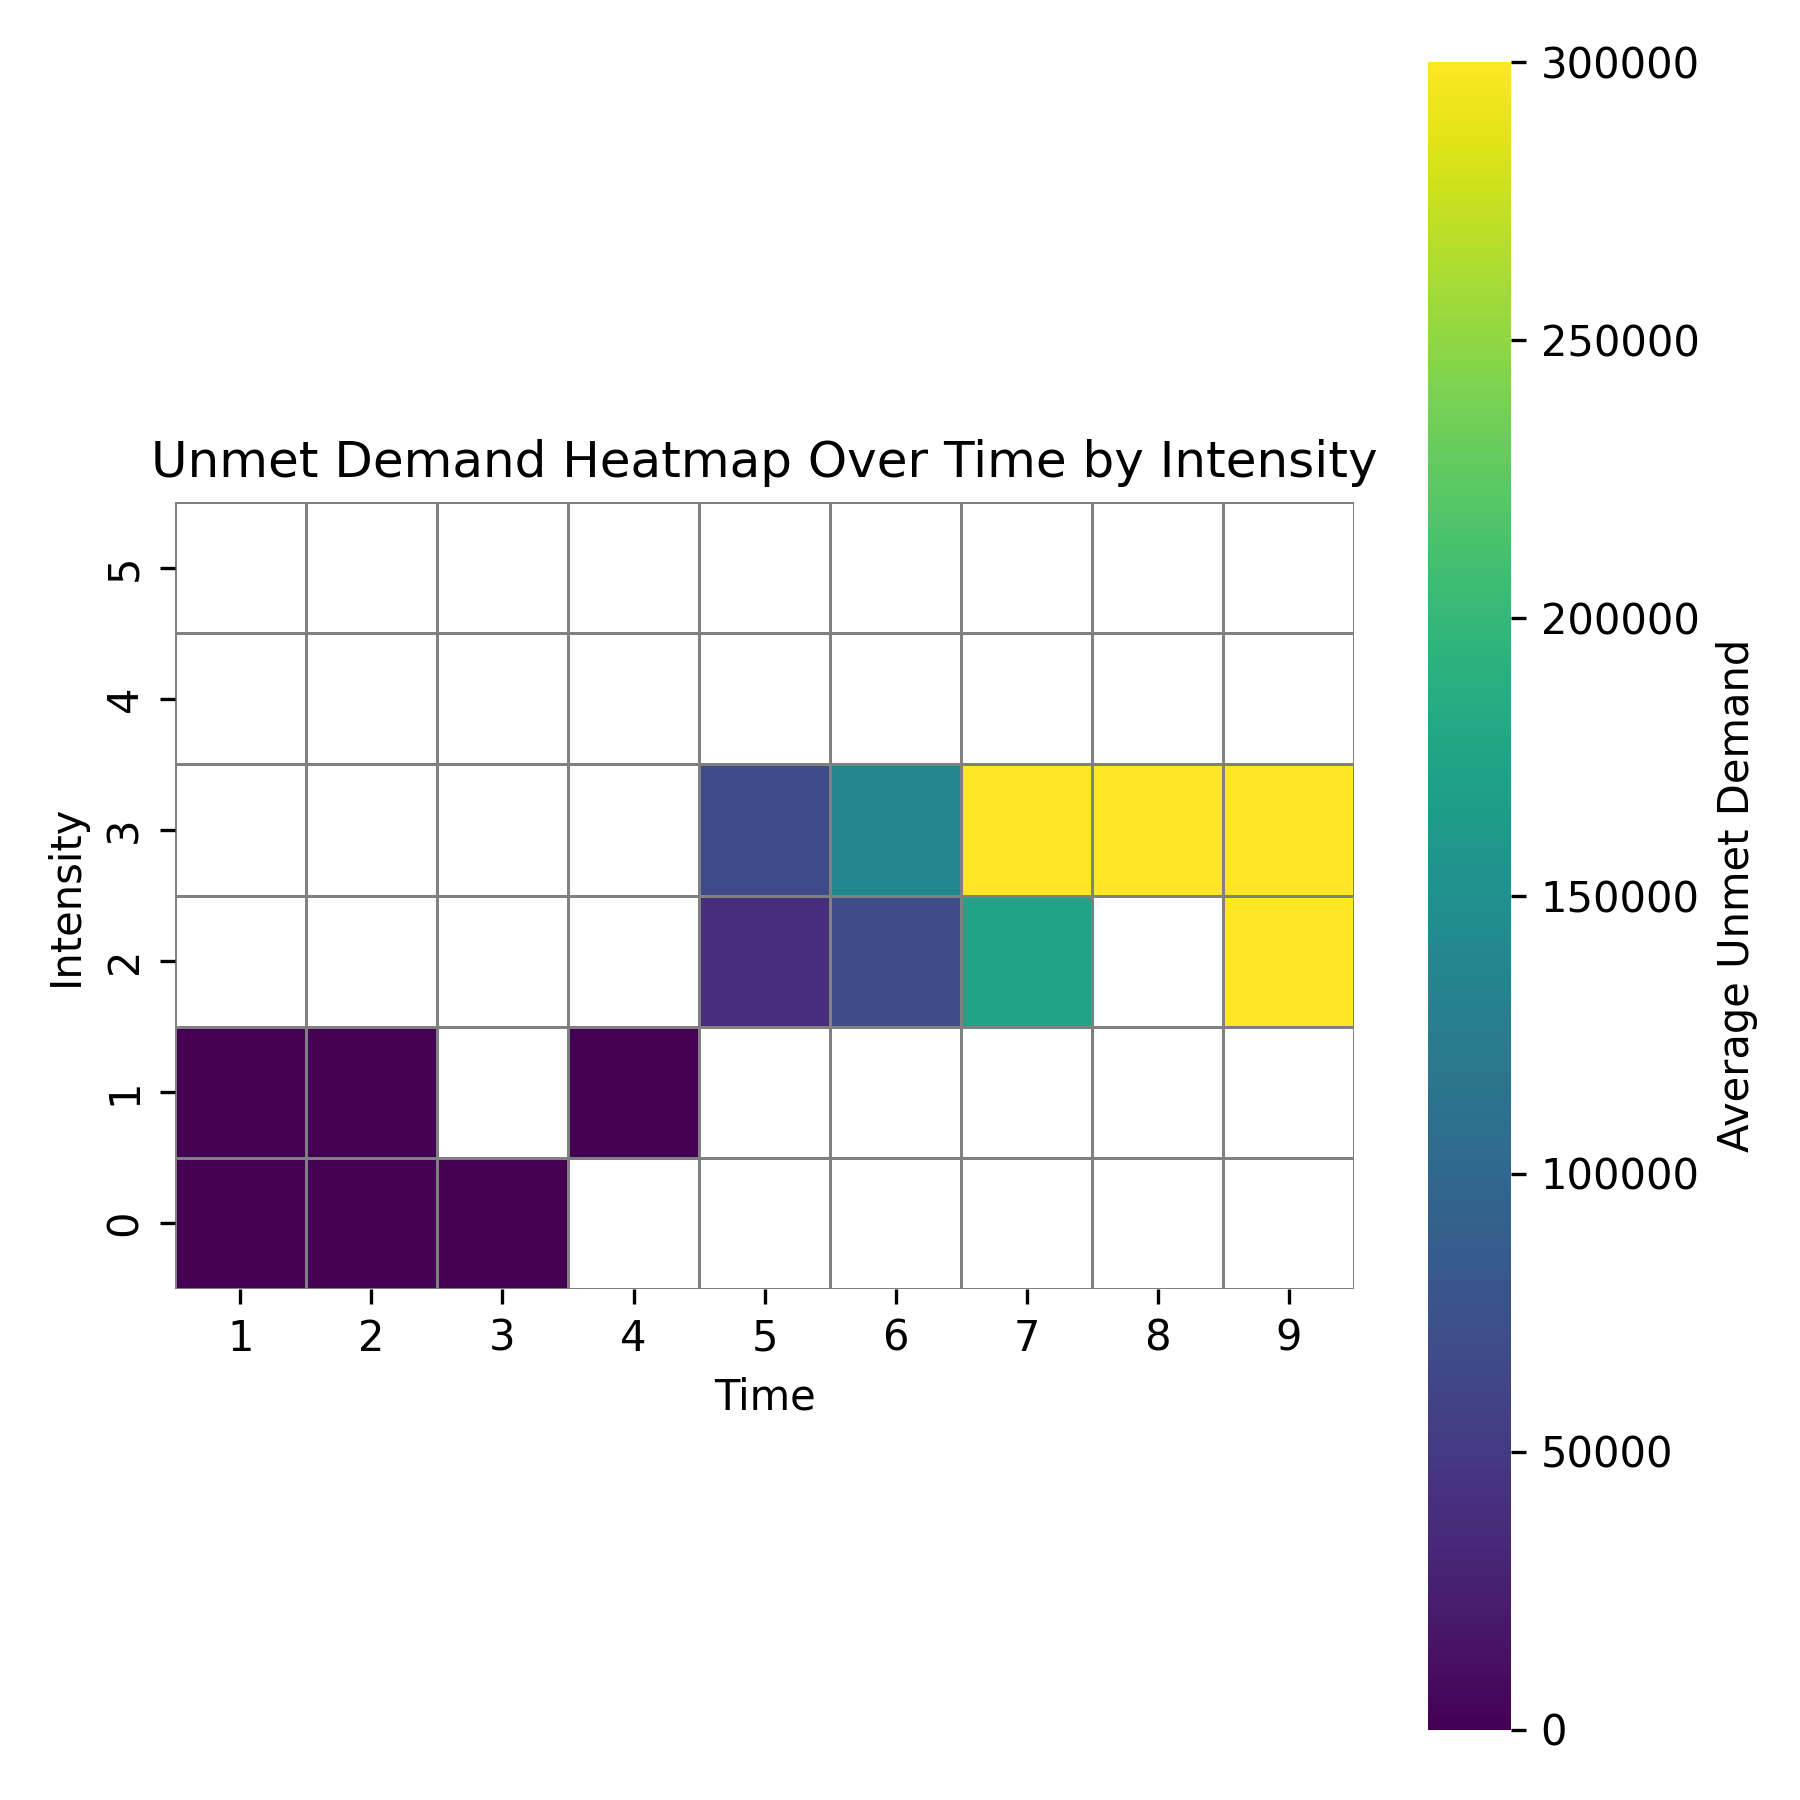 Unmet Demand Heatmap Over Time by Intensity
Intensity
5
4
3
2
1
0
1 2 3 4 5 6 7 8 9
Time
300000
250000
200000
150000
100000
50000
0
Average Unmet Demand